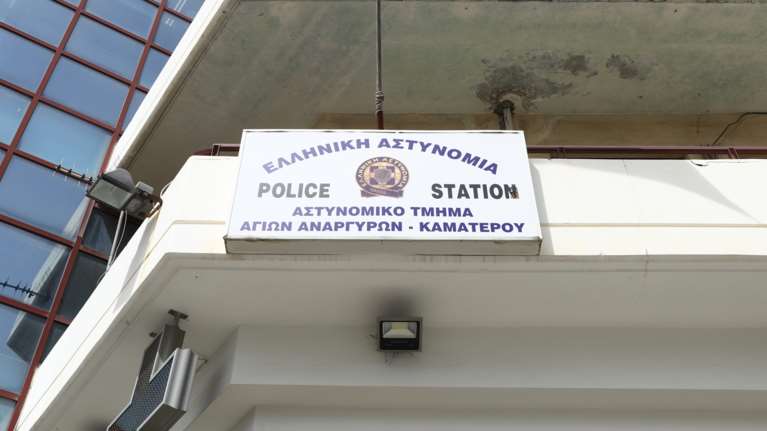 ΕΛΛΗΝΙΚΗ ΑΣΤΥΝΟΜΙΑ
POLICE STATION
ΑΣΤΥΝΟΜΙΚΟ ΤΜΗΜΑ
ΑΓΙΩΝ ΑΝΑΡΓΥΡΩΝ - ΚΑΜΑΤΕΡΟΥ